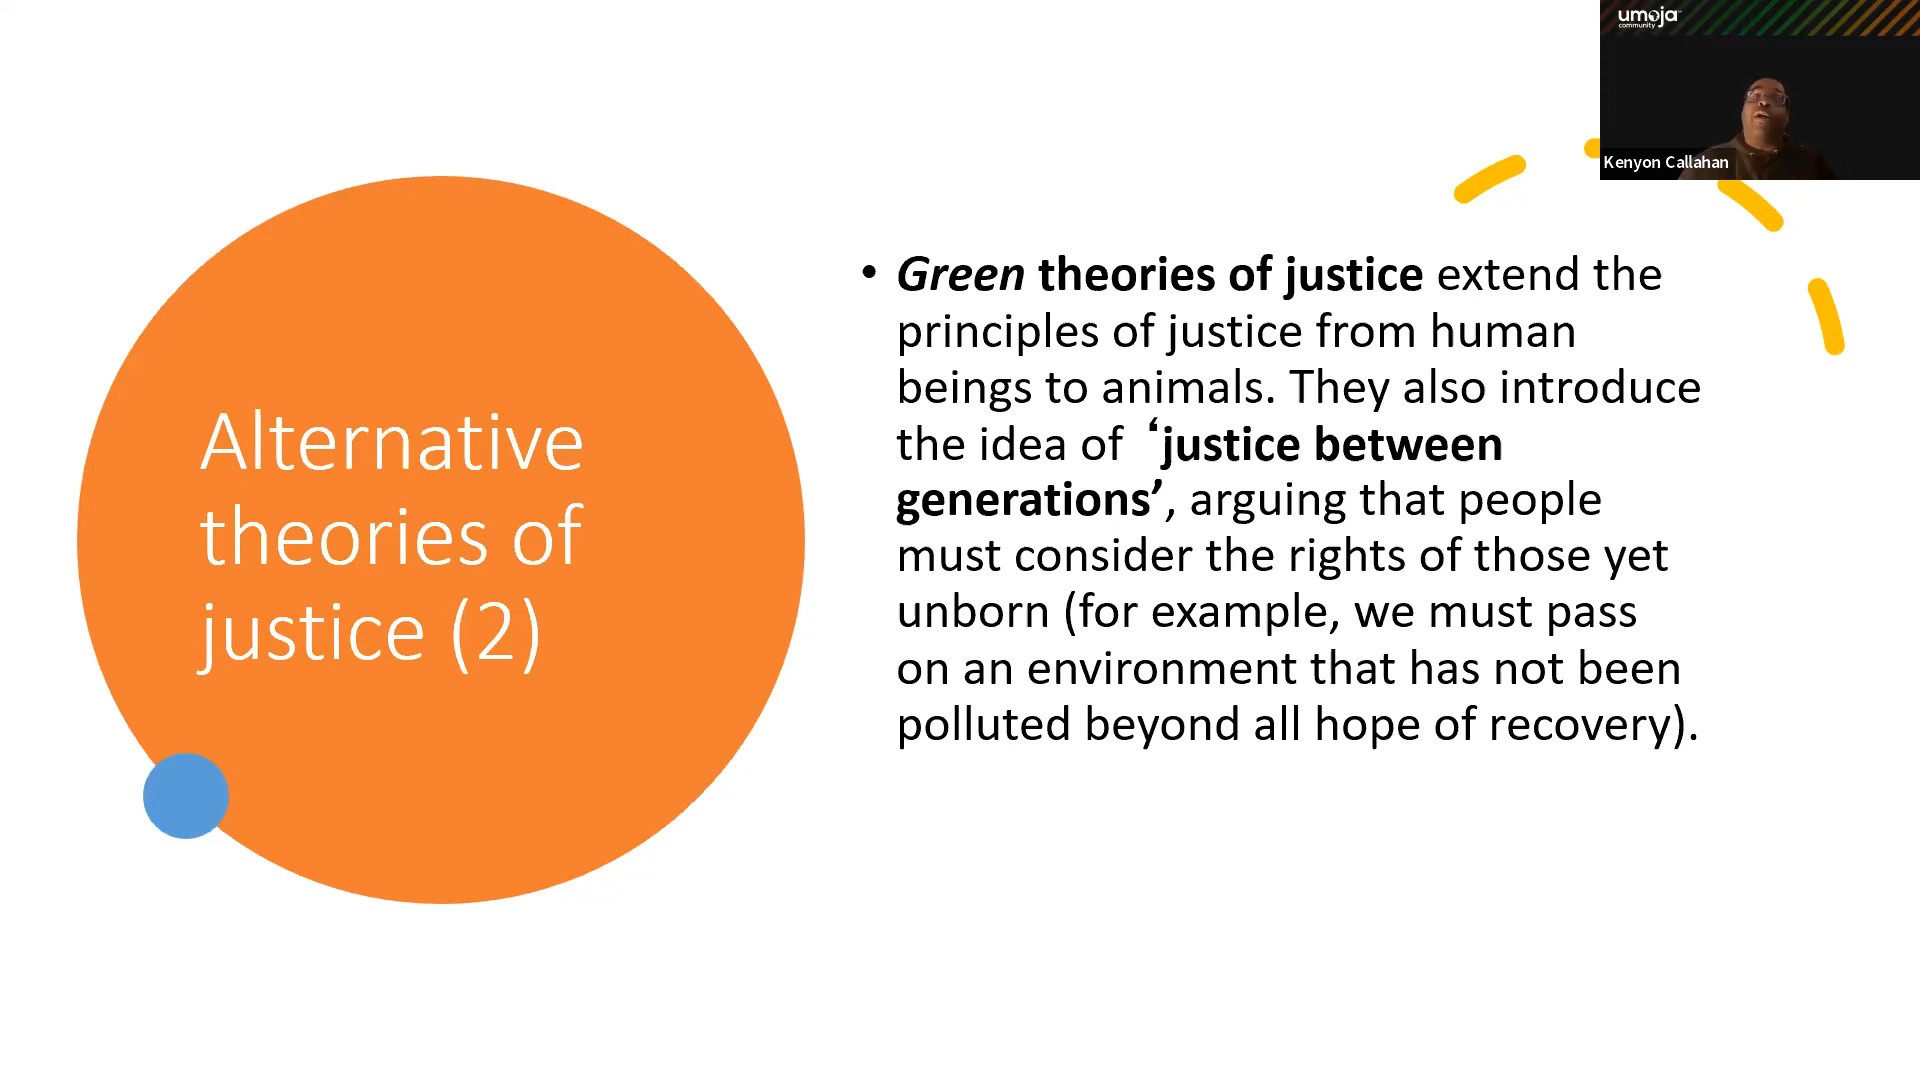 umoja
community
Kenyon Callahan
Alternative
theories of
justice (2)
• Green theories of justice extend the
principles of justice from human
beings to animals. They also introduce
the idea of ‘justice between
generations’, arguing that people
must consider the rights of those yet
unborn (for example, we must pass
on an environment that has not been
polluted beyond all hope of recovery).